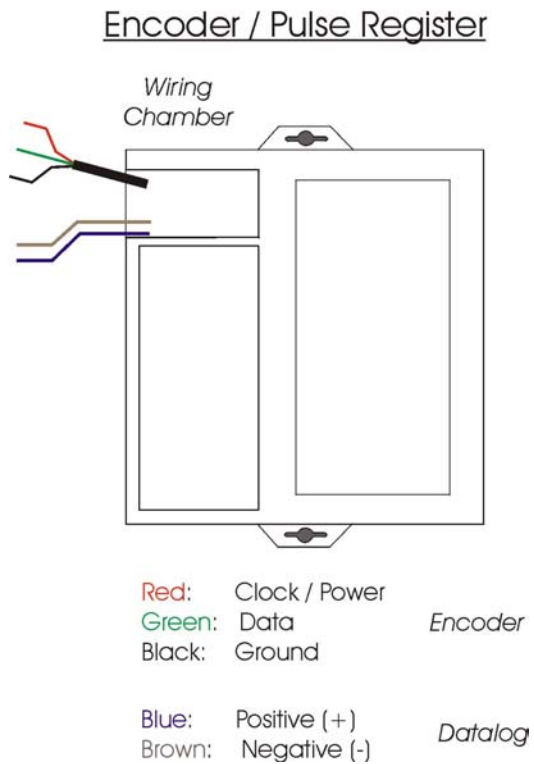 Encoder / Pulse Register
Wiring
Chamber
Red: Clock / Power
Green: Data Encoder
Black: Ground
Blue: Positive (+)
Datalog
Brown: Negative (-)